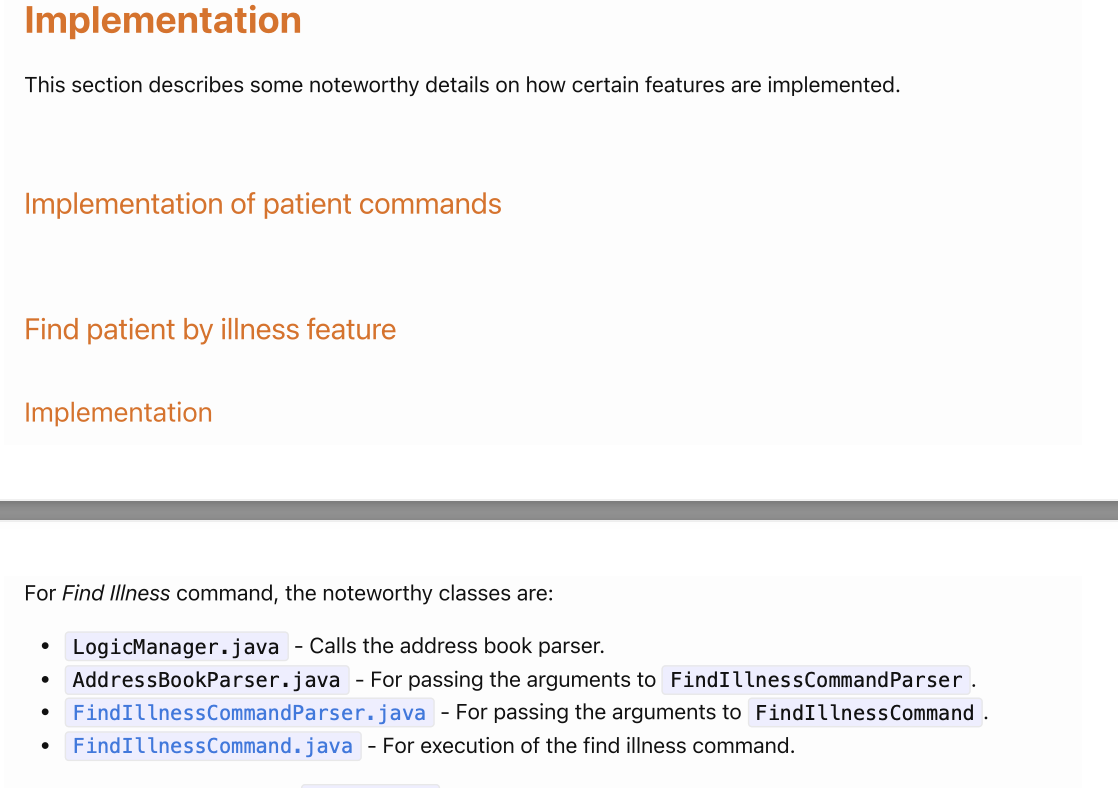 Implementation
This section describes some noteworthy details on how certain features are implemented.
Implementation of patient commands
Find patient by illness feature
Implementation
For Find Illness command, the noteworthy classes are:
• LogicManager.java - Calls the address book parser.
• AddressBookParser.java - For passing the arguments to FindIllnessCommandParser.
• FindIllnessCommandParser.java - For passing the arguments to FindIllnessCommand.
• FindIllnessCommand.java - For execution of the find illness command.